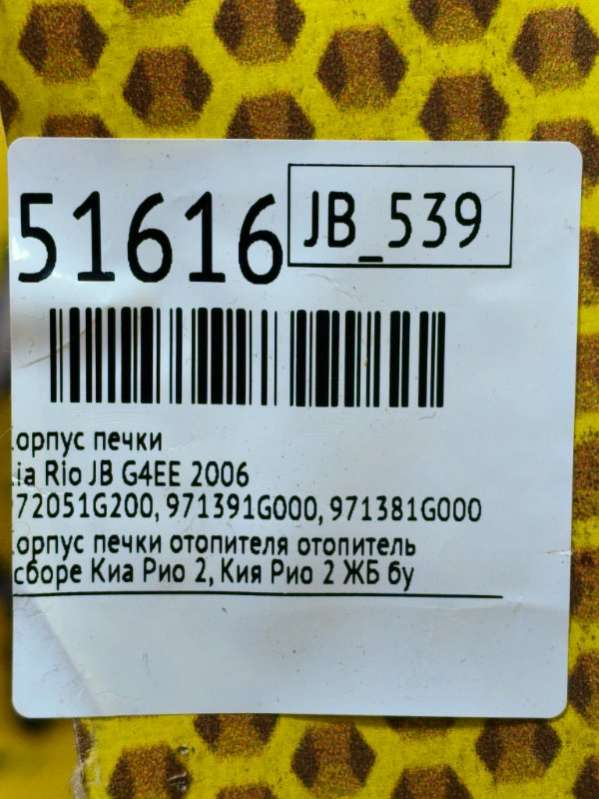 51616
JB_539
орпус печки
ia Rio JB G4EE 2006
72051G200, 971391G000, 971381G000
орпус печки отопителя отопитель
сборе Киа Рио 2, Кия Рио 2 ЖБ бу